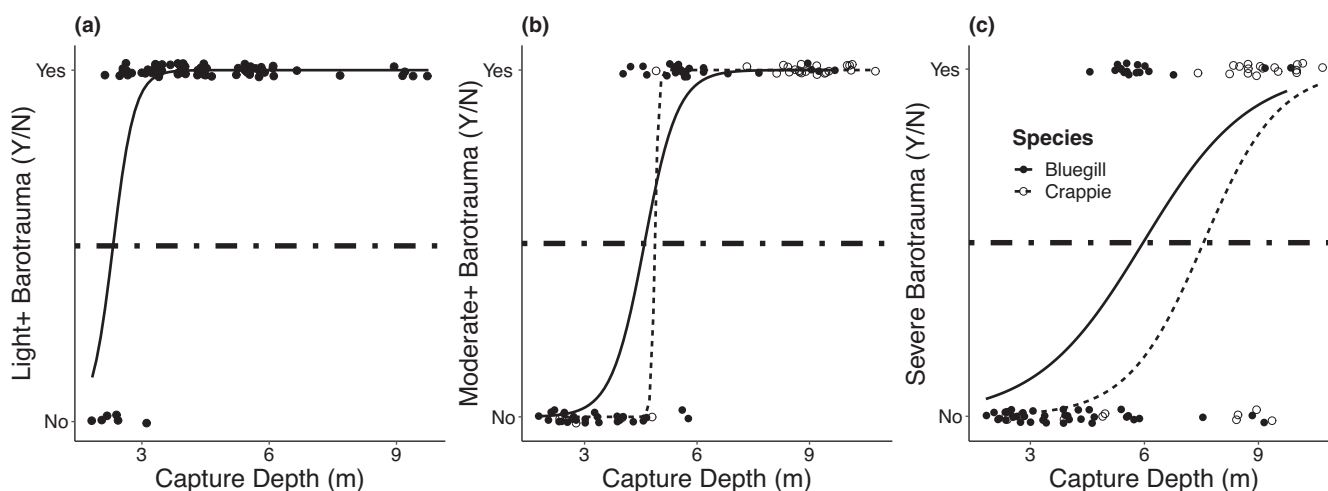 (a)
Light+ Barotrauma (Y/N)
Yes
No
3
6
9
Capture Depth (m)
(b)
Moderate+ Barotrauma (Y/N)
Yes
No
3
6
9
Capture Depth (m)
(c)
Severe Barotrauma (Y/N)
Yes
No
Species
Bluegill
Crappie
3
6
9
Capture Depth (m)